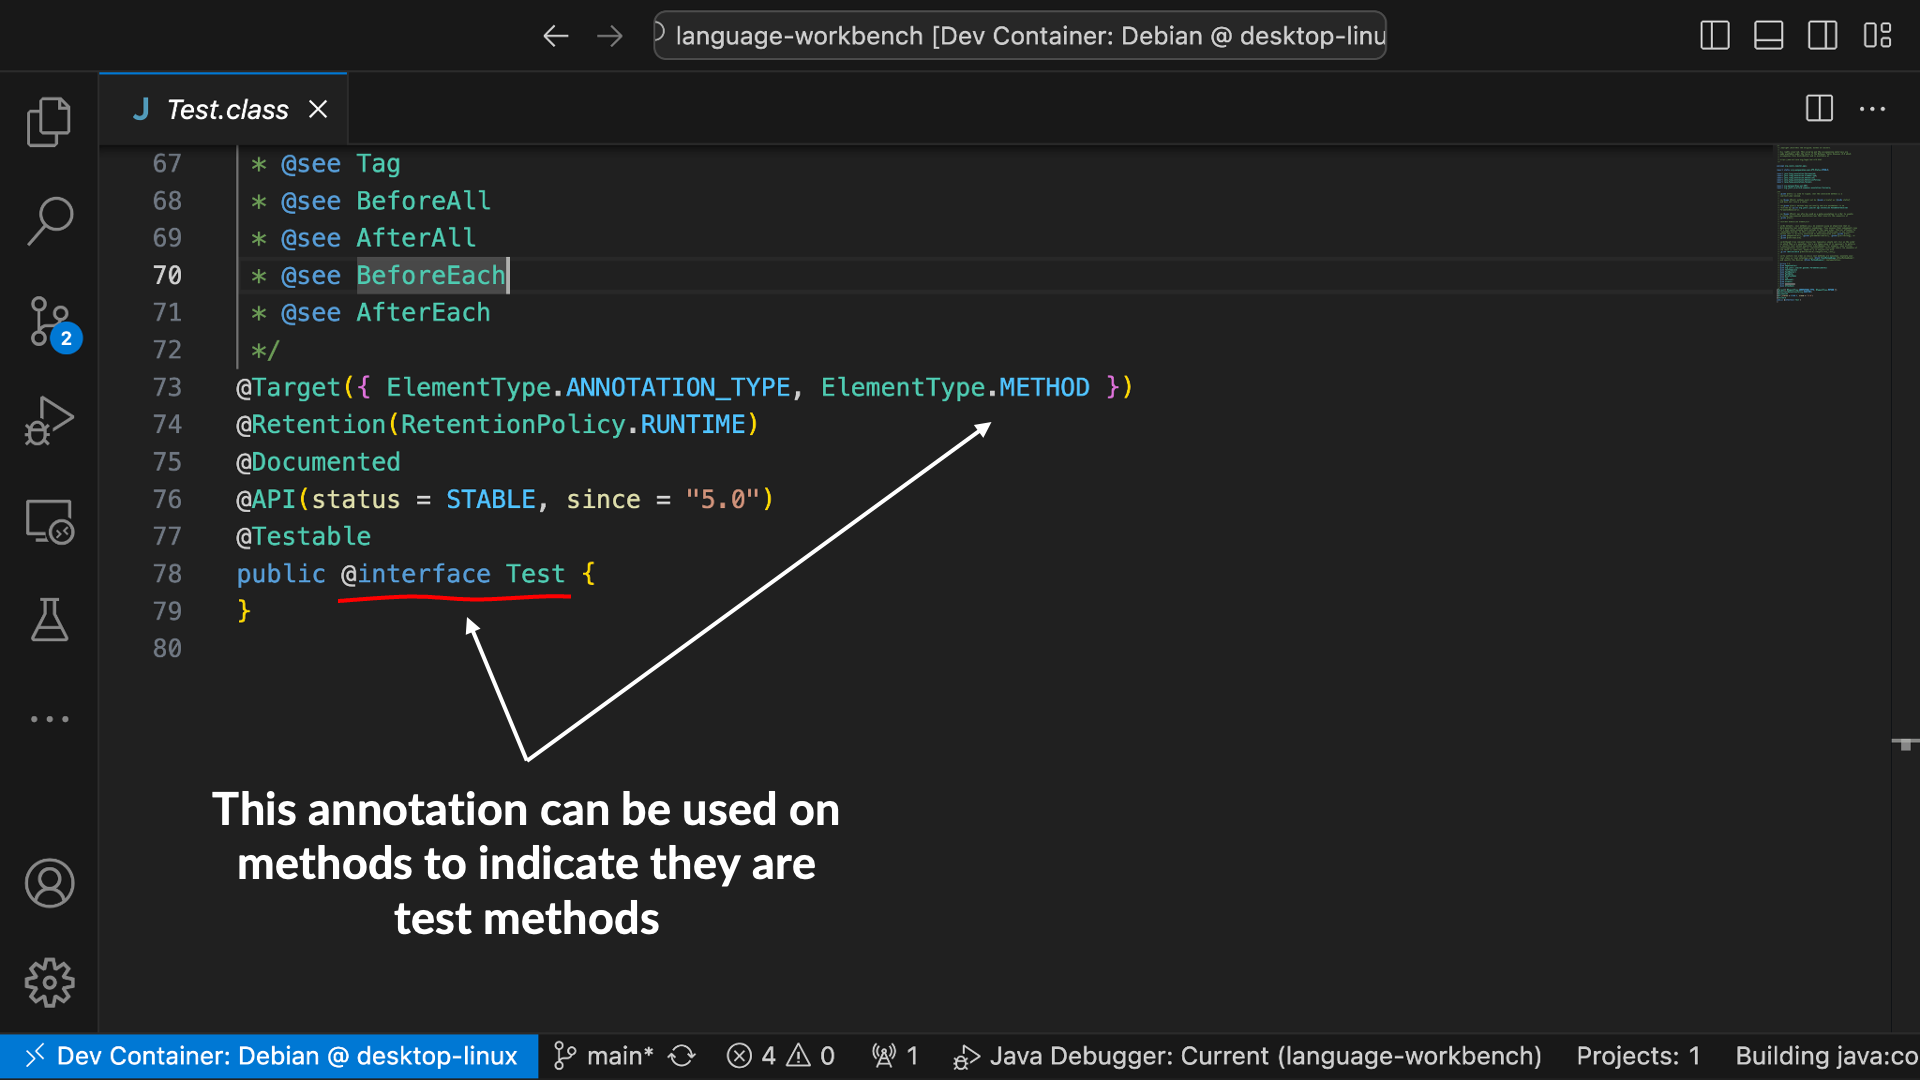 language-workbench [Dev Container: Debian @ desktop-linu
J Test.class
67 * @see Tag
68 * @see BeforeAll
69 * @see AfterAll
70 * @see BeforeEach
71 * @see AfterEach
72 */
73 @Target({ ElementType.ANNOTATION_TYPE, ElementType.METHOD })
74 @Retention(RetentionPolicy.RUNTIME)
75 @Documented
76 @API(status = STABLE, since = "5.0")
77 @Testable
78 public @interface Test {
79 }
80
2
This annotation can be used on
methods to indicate they are
test methods
Dev Container: Debian @ desktop-linux main* 4 0 1 Java Debugger: Current (language-workbench) Projects: 1 Building java:co